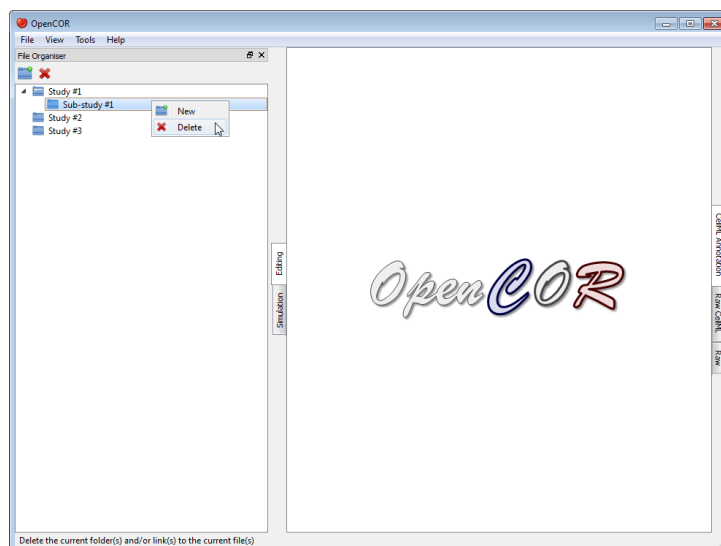 OpenCOR
File View Tools Help
File Organiser
Study #1
Sub-study #1
New
Delete
Study #2
Study #3
Editing
Simulation
OpenCOR
CellML Annotation
Raw CellML
Raw
Delete the current folder(s) and/or link(s) to the current file(s)